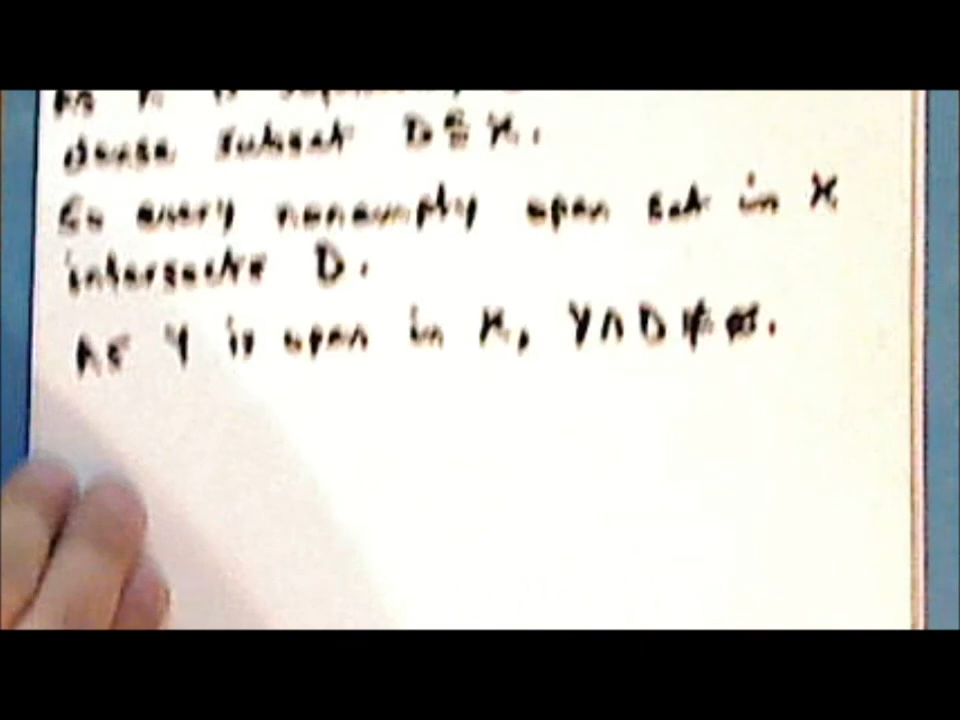 dense subset D ⊆ X.
So every nonempty open set in X
intersects D.
As Y is open in X, Y∩D ≠ ∅.